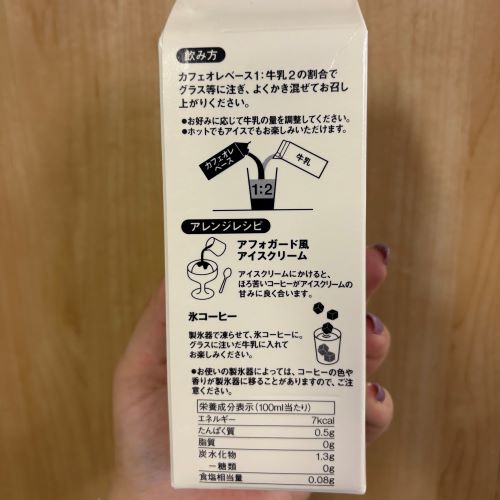 飲み方
カフェオレベース1:牛乳2の割合で
グラス等に注ぎ、よくかき混ぜてお召し
上がりください。
●お好みに応じて牛乳の量を調整してください。
●ホットでもアイスでもお楽しみいただけます。
カフェオレ
ベース
牛乳
1:2
アレンジレシピ
アフォガード風
アイスクリーム
アイスクリームにかけると、
ほろ苦いコーヒーがアイスクリームの
甘みに良く合います。
氷コーヒー
製氷器で凍らせて、氷コーヒーに。
グラスに注いだ牛乳に入れて
お楽しみください。
●お使いの製氷器によっては、コーヒーの色や
香りが製氷器に移ることがありますので、ご注
意ください。
栄養成分表示(100ml当たり)
エネルギー 7kcal
たんぱく質 0.5g
脂質 0g
炭水化物 1.3g
ー糖類 0g
食塩相当量 0.08g